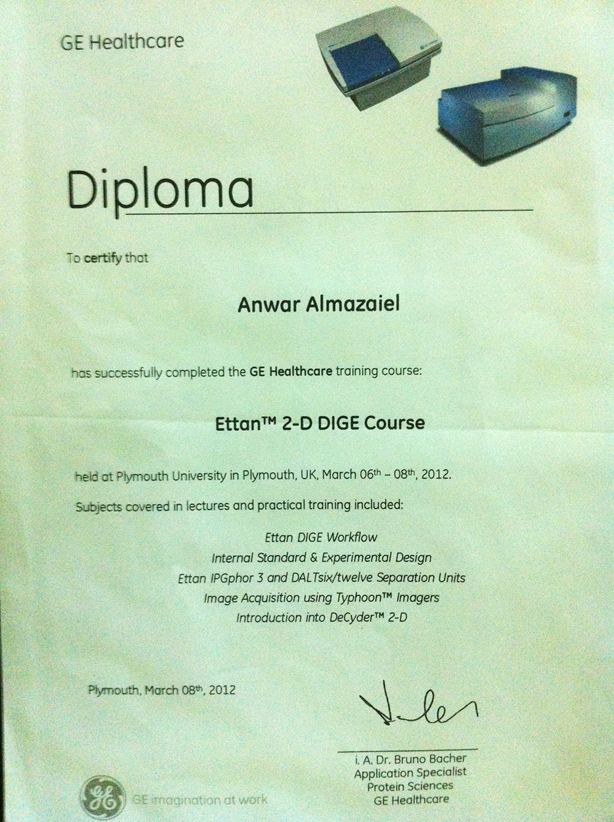 GE Healthcare
Diploma
To certify that
Anwar Almazaiel
has successfully completed the GE Healthcare training course:
Ettan™ 2-D DIGE Course
held at Plymouth University in Plymouth, UK, March 06th – 08th, 2012.
Subjects covered in lectures and practical training included:
Ettan DIGE Workflow
Internal Standard & Experimental Design
Ettan IPGphor 3 and DALTsix/twelve Separation Units
Image Acquisition using Typhoon™ Imagers
Introduction into DeCyder™ 2-D
Plymouth, March 08th, 2012
i. A. Dr. Bruno Bacher
Application Specialist
Protein Sciences
GE Healthcare
GE imagination at work